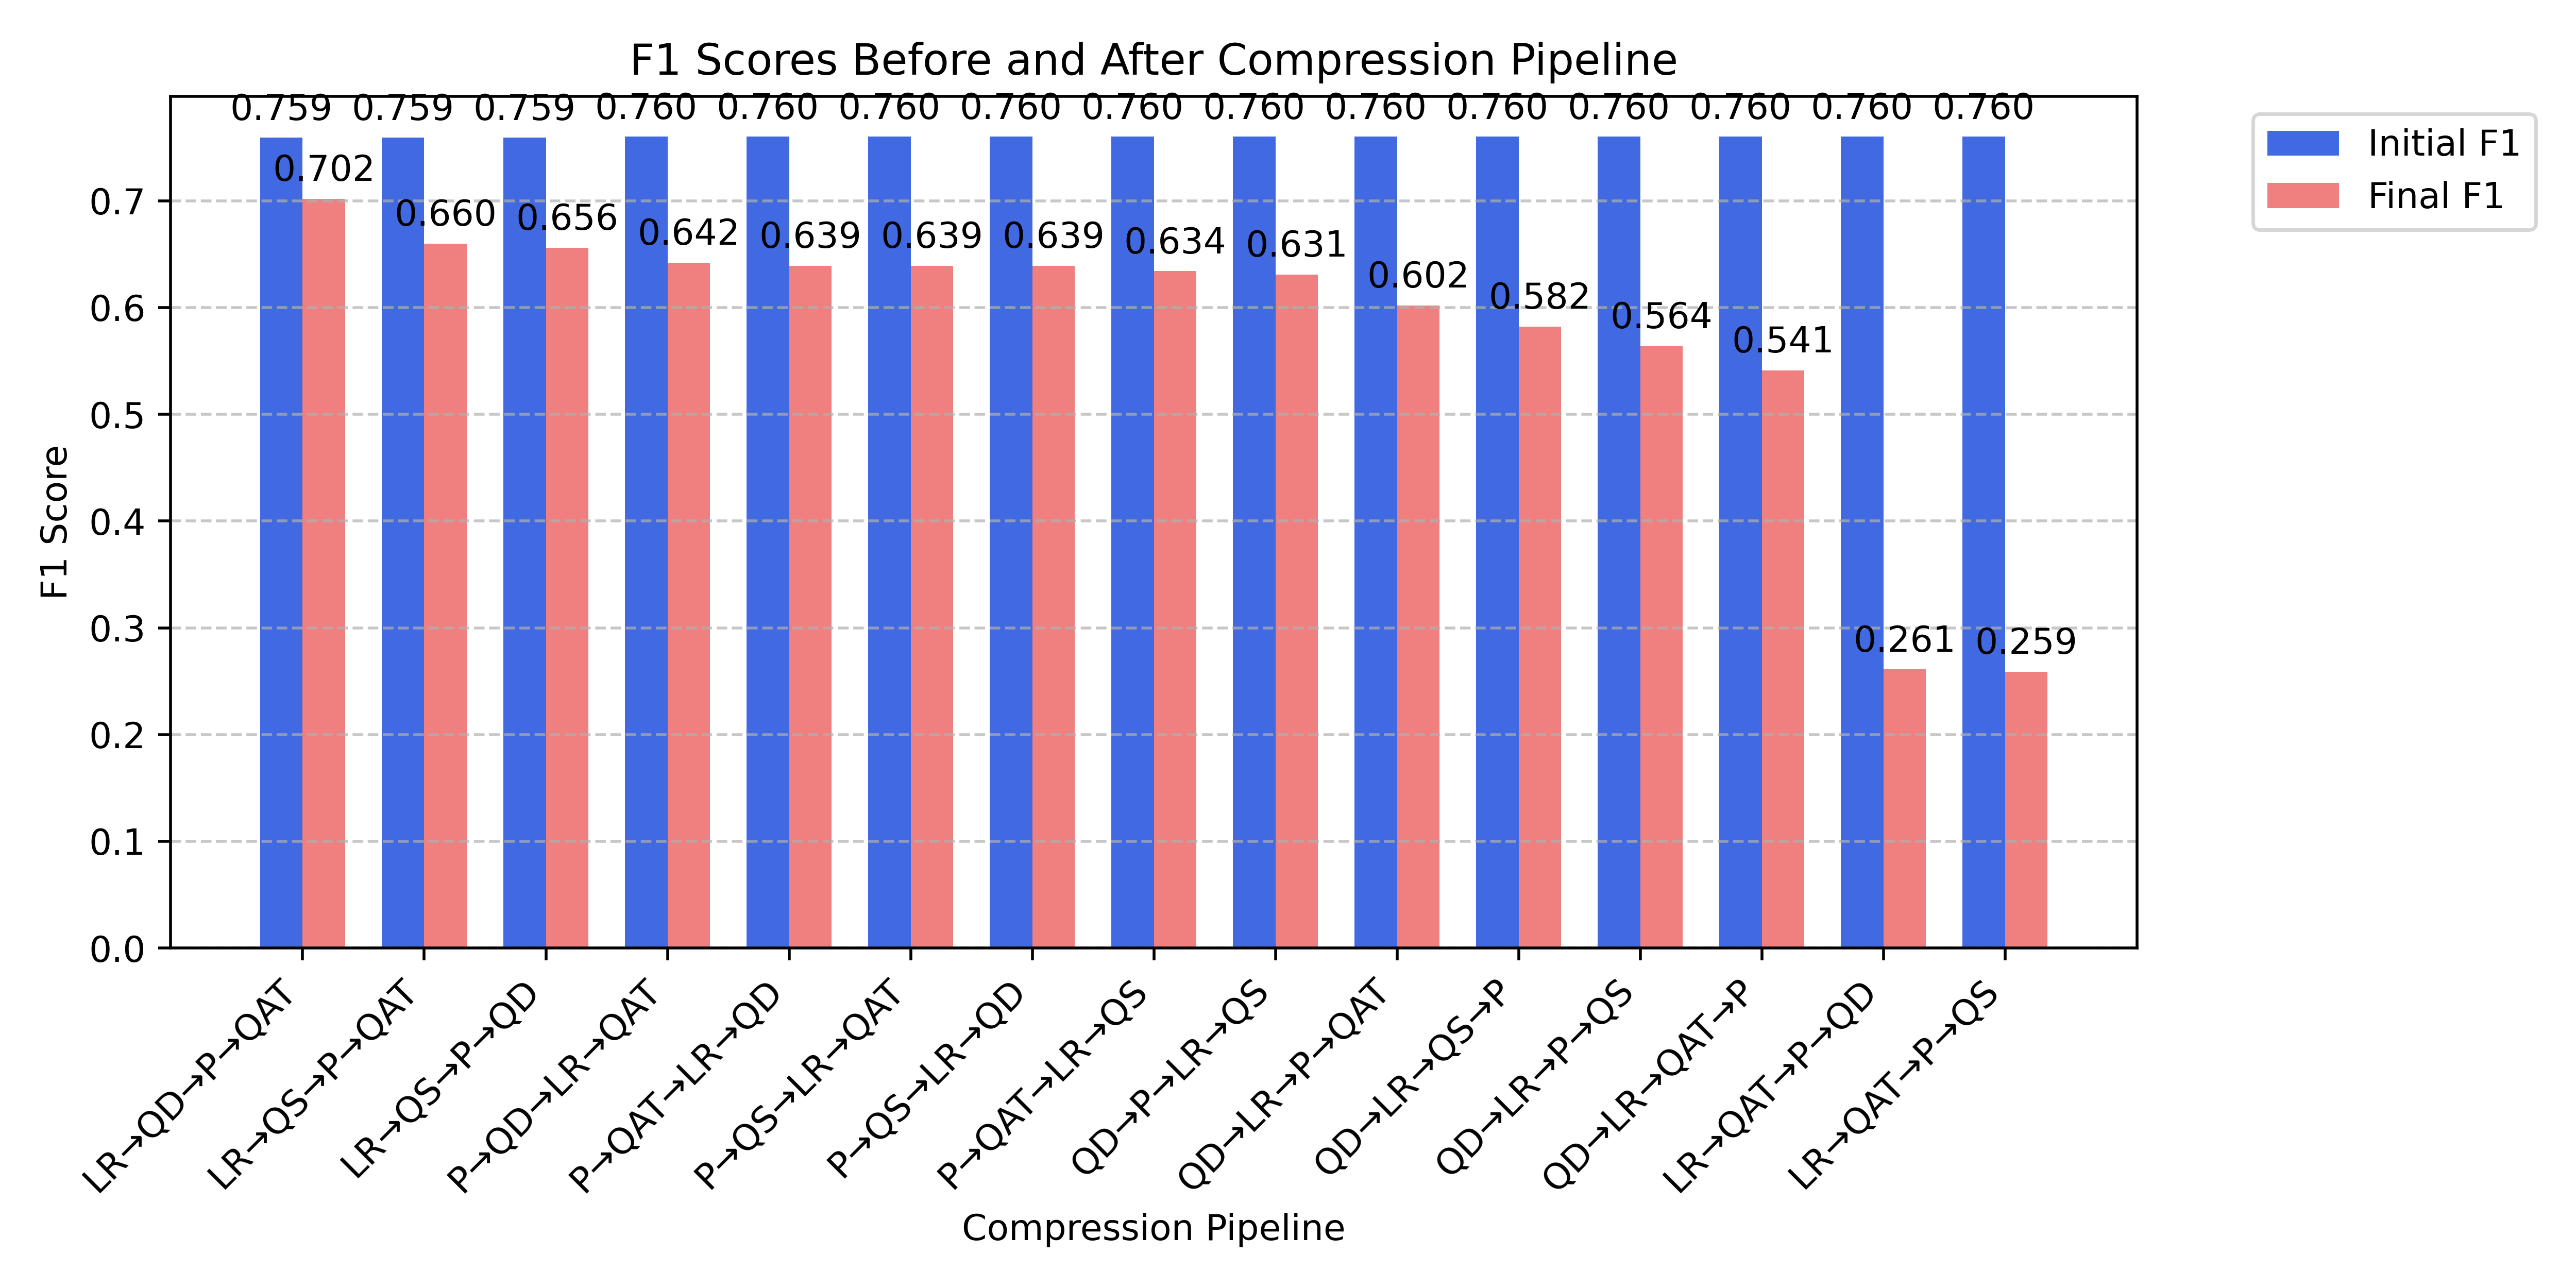 F1 Scores Before and After Compression Pipeline
0.759 0.759 0.759 0.760 0.760 0.760 0.760 0.760 0.760 0.760 0.760 0.760 0.760 0.760 0.760
0.702 0.660 0.656 0.642 0.639 0.639 0.639 0.634 0.631 0.602 0.582 0.564 0.541 0.261 0.259
Initial F1
Final F1
F1 Score
0.7
0.6
0.5
0.4
0.3
0.2
0.1
0.0
LR→QD→P→QAT
LR→QS→P→QAT
LR→QS→P→QD
P→QD→LR→QAT
P→QAT→LR→QD
P→QS→LR→QAT
P→QS→LR→QD
P→QAT→LR→QS
QD→P→LR→QS
QD→LR→P→QAT
QD→LR→QS→P
QD→LR→P→QS
QD→LR→QAT→P
LR→QAT→P→QD
LR→QAT→P→QS
Compression Pipeline